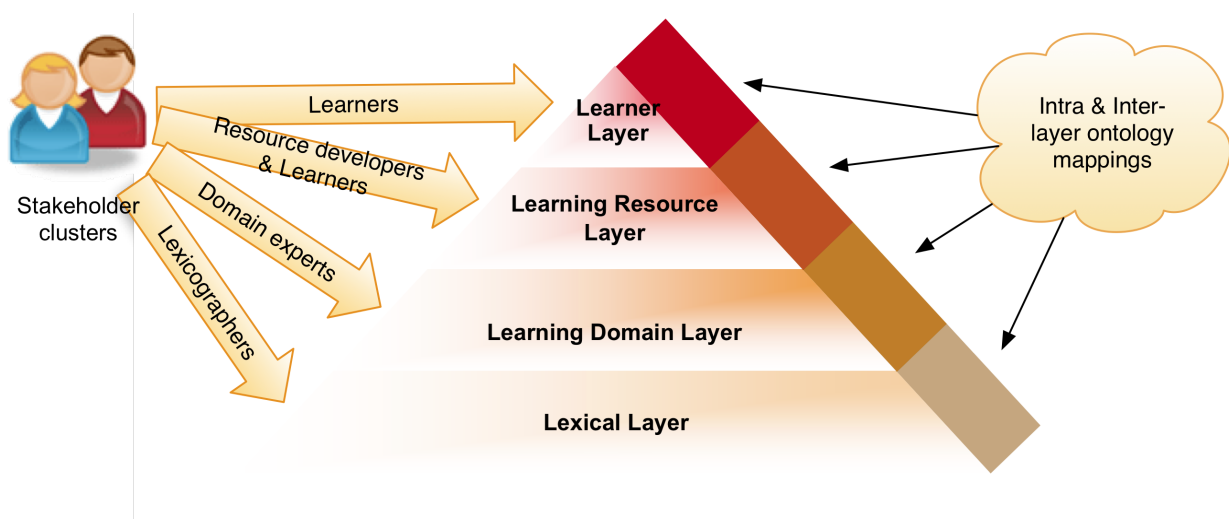 Learners
Resource developers
& Learners
Domain experts
Lexicographers
Stakeholder
clusters
Learner
Layer
Learning Resource
Layer
Learning Domain Layer
Lexical Layer
Intra & Inter-
layer ontology
mappings